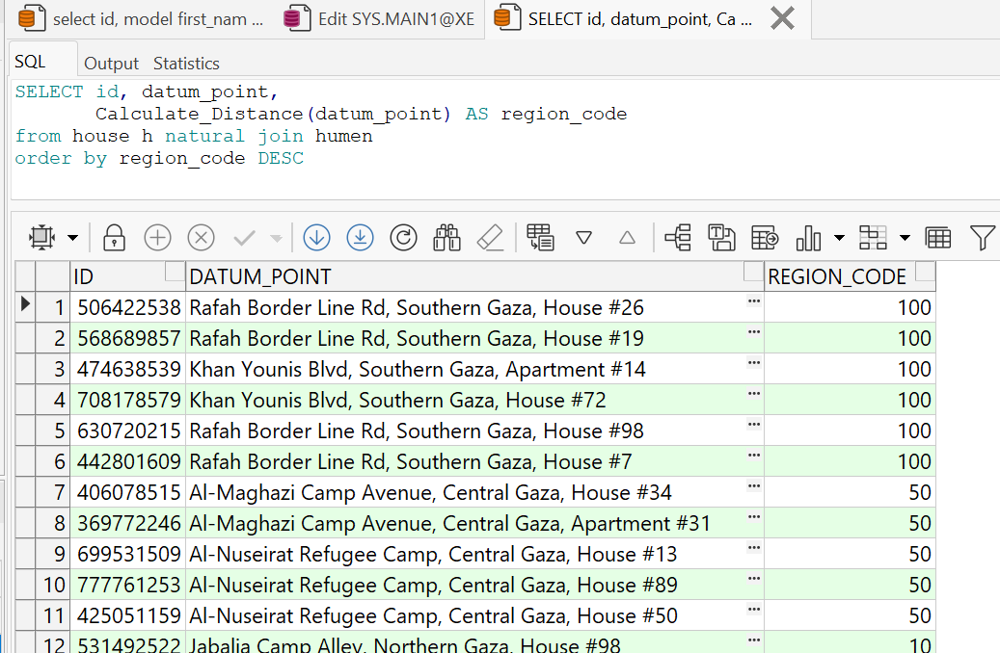 select id, model first_nam ... Edit SYS.MAIN1@XE SELECT id, datum_point, Ca ...
SQL Output Statistics
SELECT id, datum_point,
Calculate_Distance(datum_point) AS region_code
from house h natural join humen
order by region_code DESC
ID DATUM_POINT REGION_CODE
1 506422538 Rafah Border Line Rd, Southern Gaza, House #26 ... 100
2 568689857 Rafah Border Line Rd, Southern Gaza, House #19 ... 100
3 474638539 Khan Younis Blvd, Southern Gaza, Apartment #14 ... 100
4 708178579 Khan Younis Blvd, Southern Gaza, House #72 ... 100
5 630720215 Rafah Border Line Rd, Southern Gaza, House #98 ... 100
6 442801609 Rafah Border Line Rd, Southern Gaza, House #7 ... 100
7 406078515 Al-Maghazi Camp Avenue, Central Gaza, House #34 ... 50
8 369772246 Al-Maghazi Camp Avenue, Central Gaza, Apartment #31 ... 50
9 699531509 Al-Nuseirat Refugee Camp, Central Gaza, House #13 ... 50
10 777761253 Al-Nuseirat Refugee Camp, Central Gaza, House #89 ... 50
11 425051159 Al-Nuseirat Refugee Camp, Central Gaza, House #50 ... 50
12 531492522 Jabalia Camp Alley, Northern Gaza, House #98 ... 10